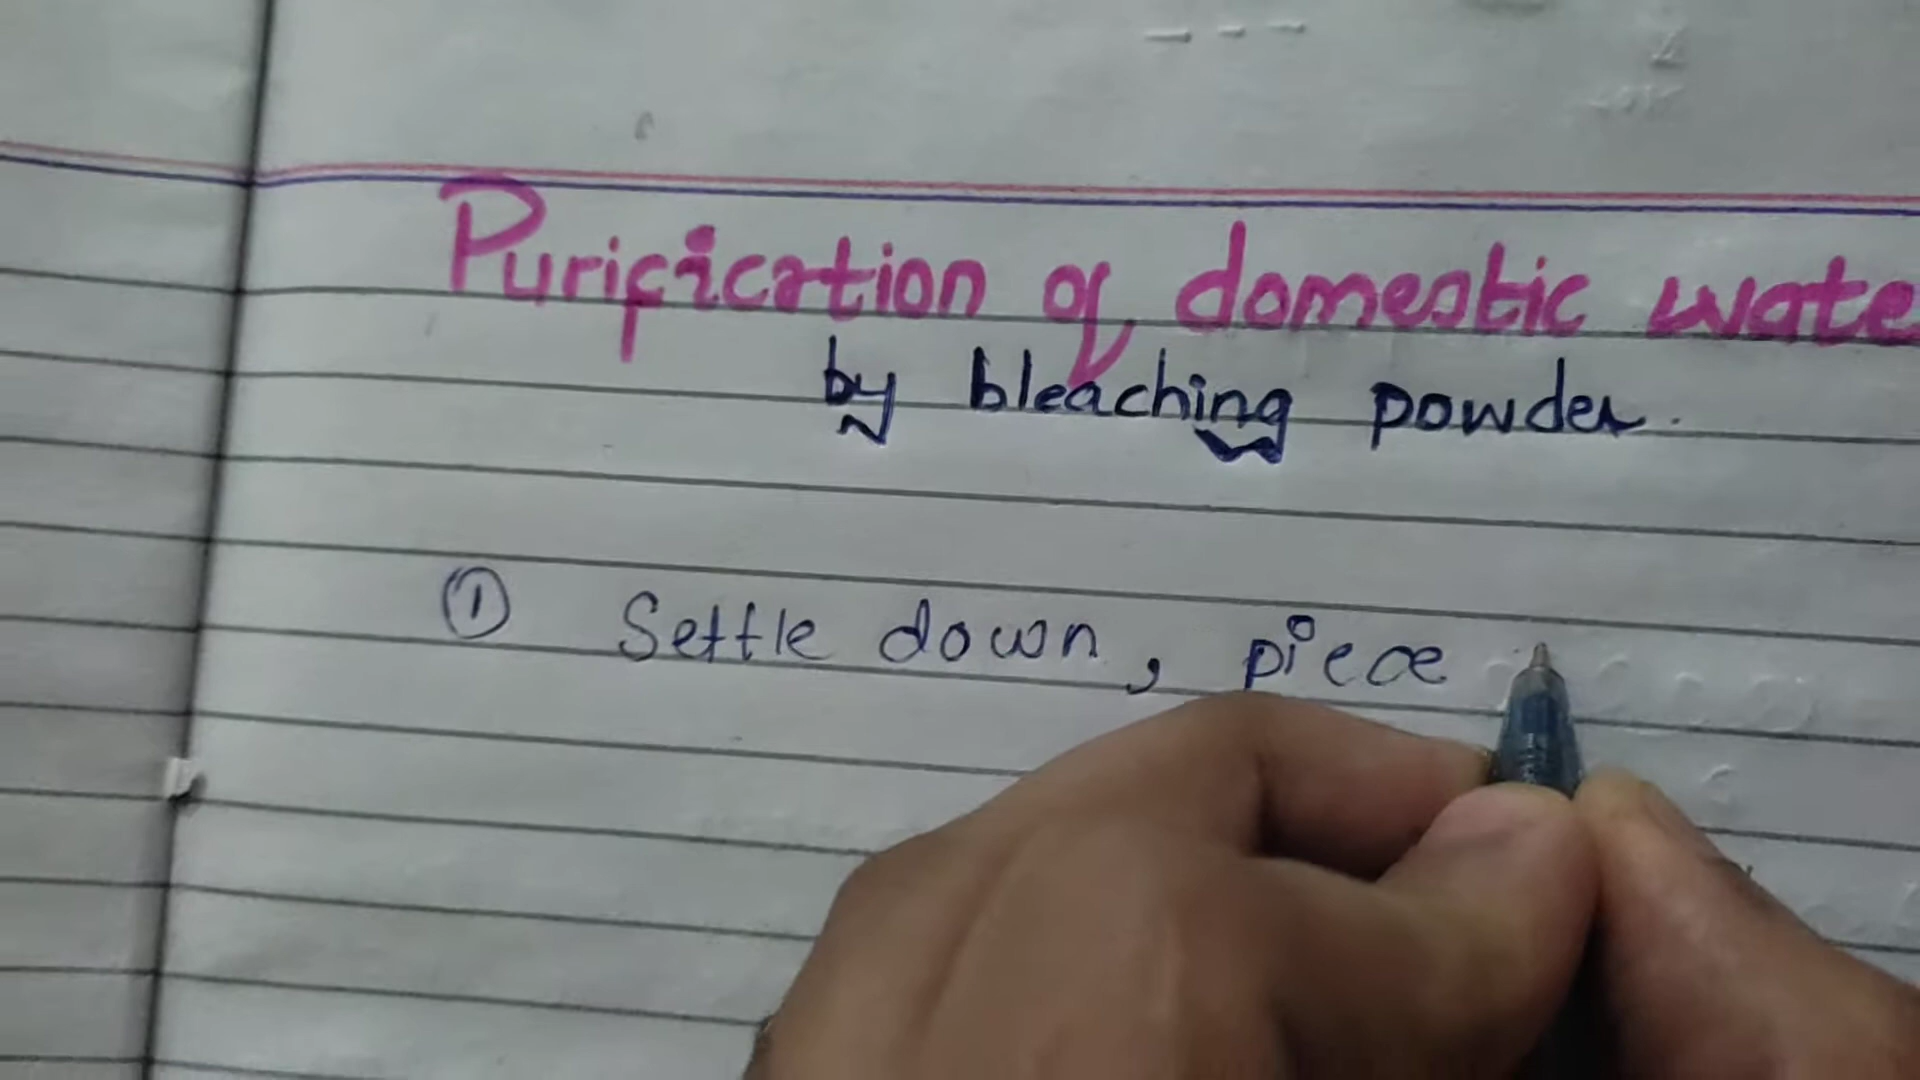 Purification of domestic wate
by bleaching powder.
① Settle down, piece